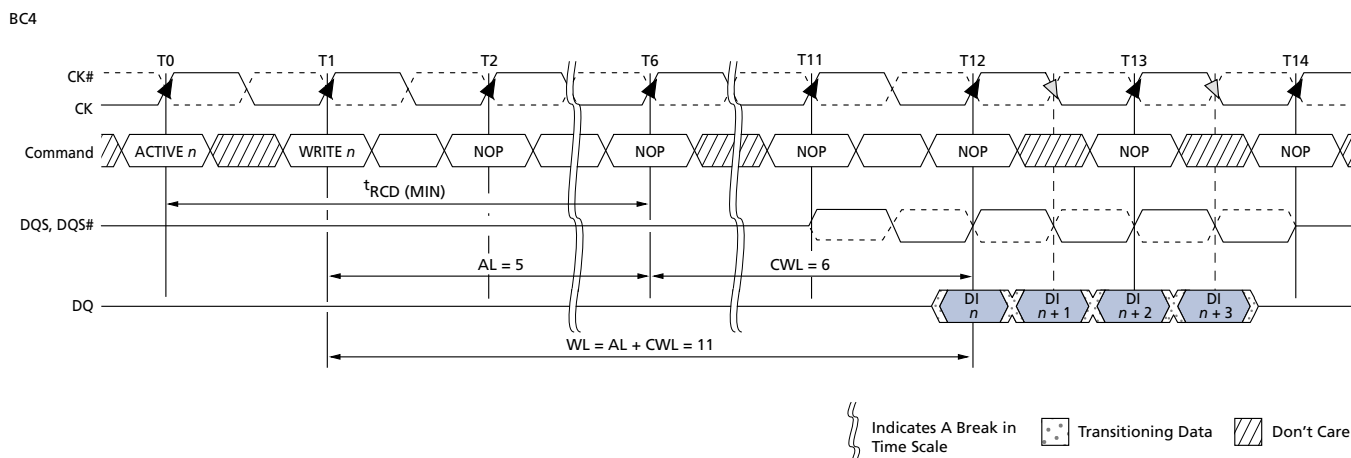 BC4
T0 T1 T2 T6 T11 T12 T13 T14
CK#
CK
Command ACTIVE n WRITE n NOP NOP NOP NOP NOP NOP
tRCD (MIN)
DQS, DQS#
AL = 5 CWL = 6
DQ DI n DI n + 1 DI n + 2 DI n + 3
WL = AL + CWL = 11
Indicates A Break in
Time Scale
Transitioning Data
Don't Care